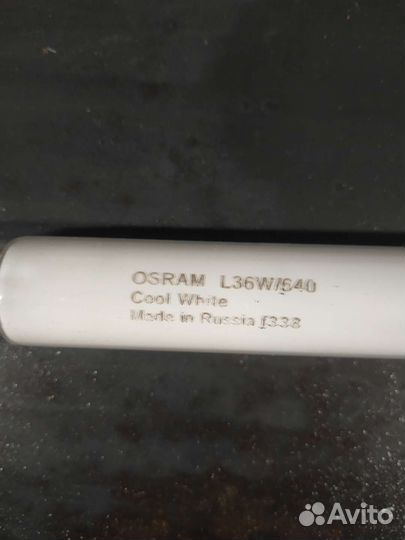 OSRAM L36W/640
Cool White
Made in Russia f338
Avito